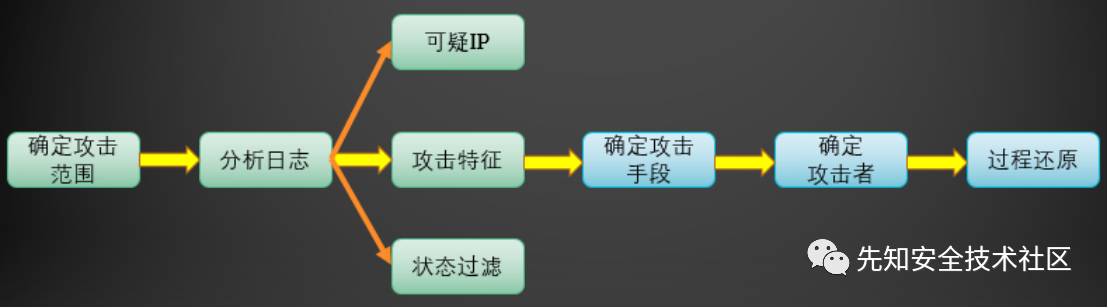 可疑IP
确定攻击
范围
分析日志
攻击特征
确定攻击
手段
确定
攻击者
过程还原
状态过滤
先知安全技术社区